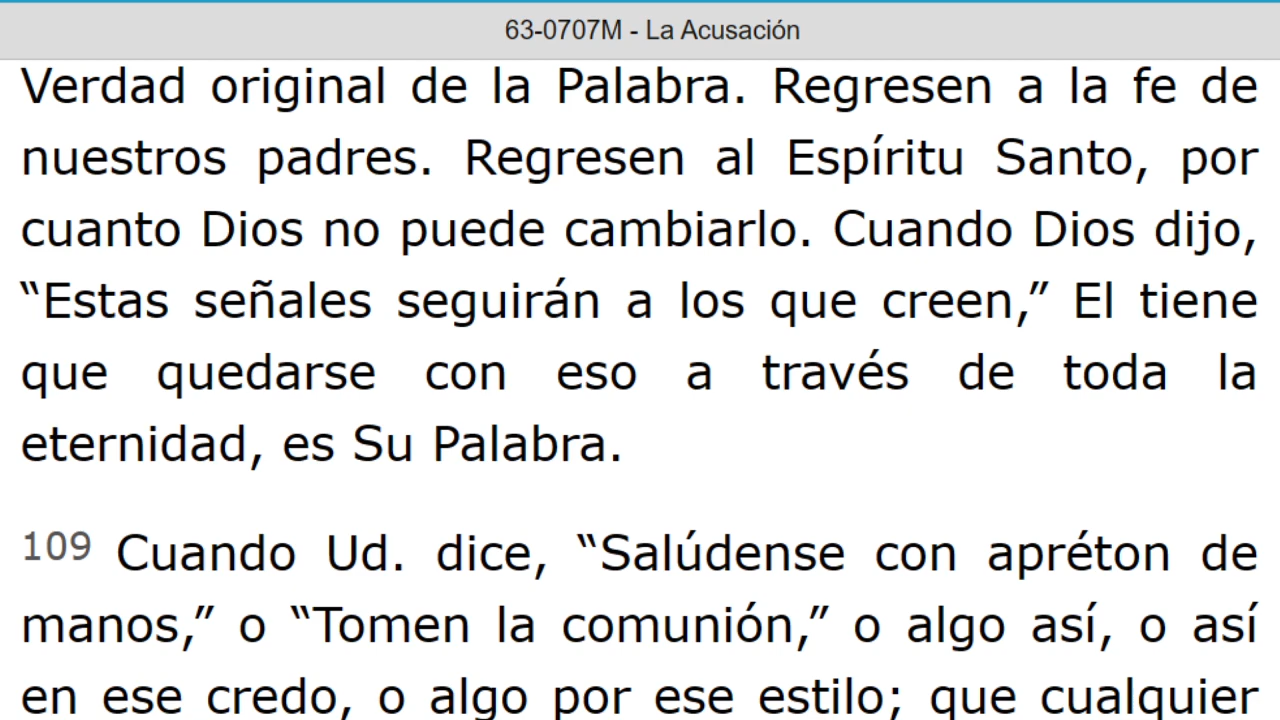 63-0707M - La Acusación
Verdad original de la Palabra. Regresen a la fe de
nuestros padres. Regresen al Espíritu Santo, por
cuanto Dios no puede cambiarlo. Cuando Dios dijo,
“Estas señales seguirán a los que creen,” El tiene
que quedarse con eso a través de toda la
eternidad, es Su Palabra.
109 Cuando Ud. dice, “Salúdense con apréton de
manos,” o “Tomen la comunión,” o algo así, o así
en ese credo, o algo por ese estilo; que cualquier